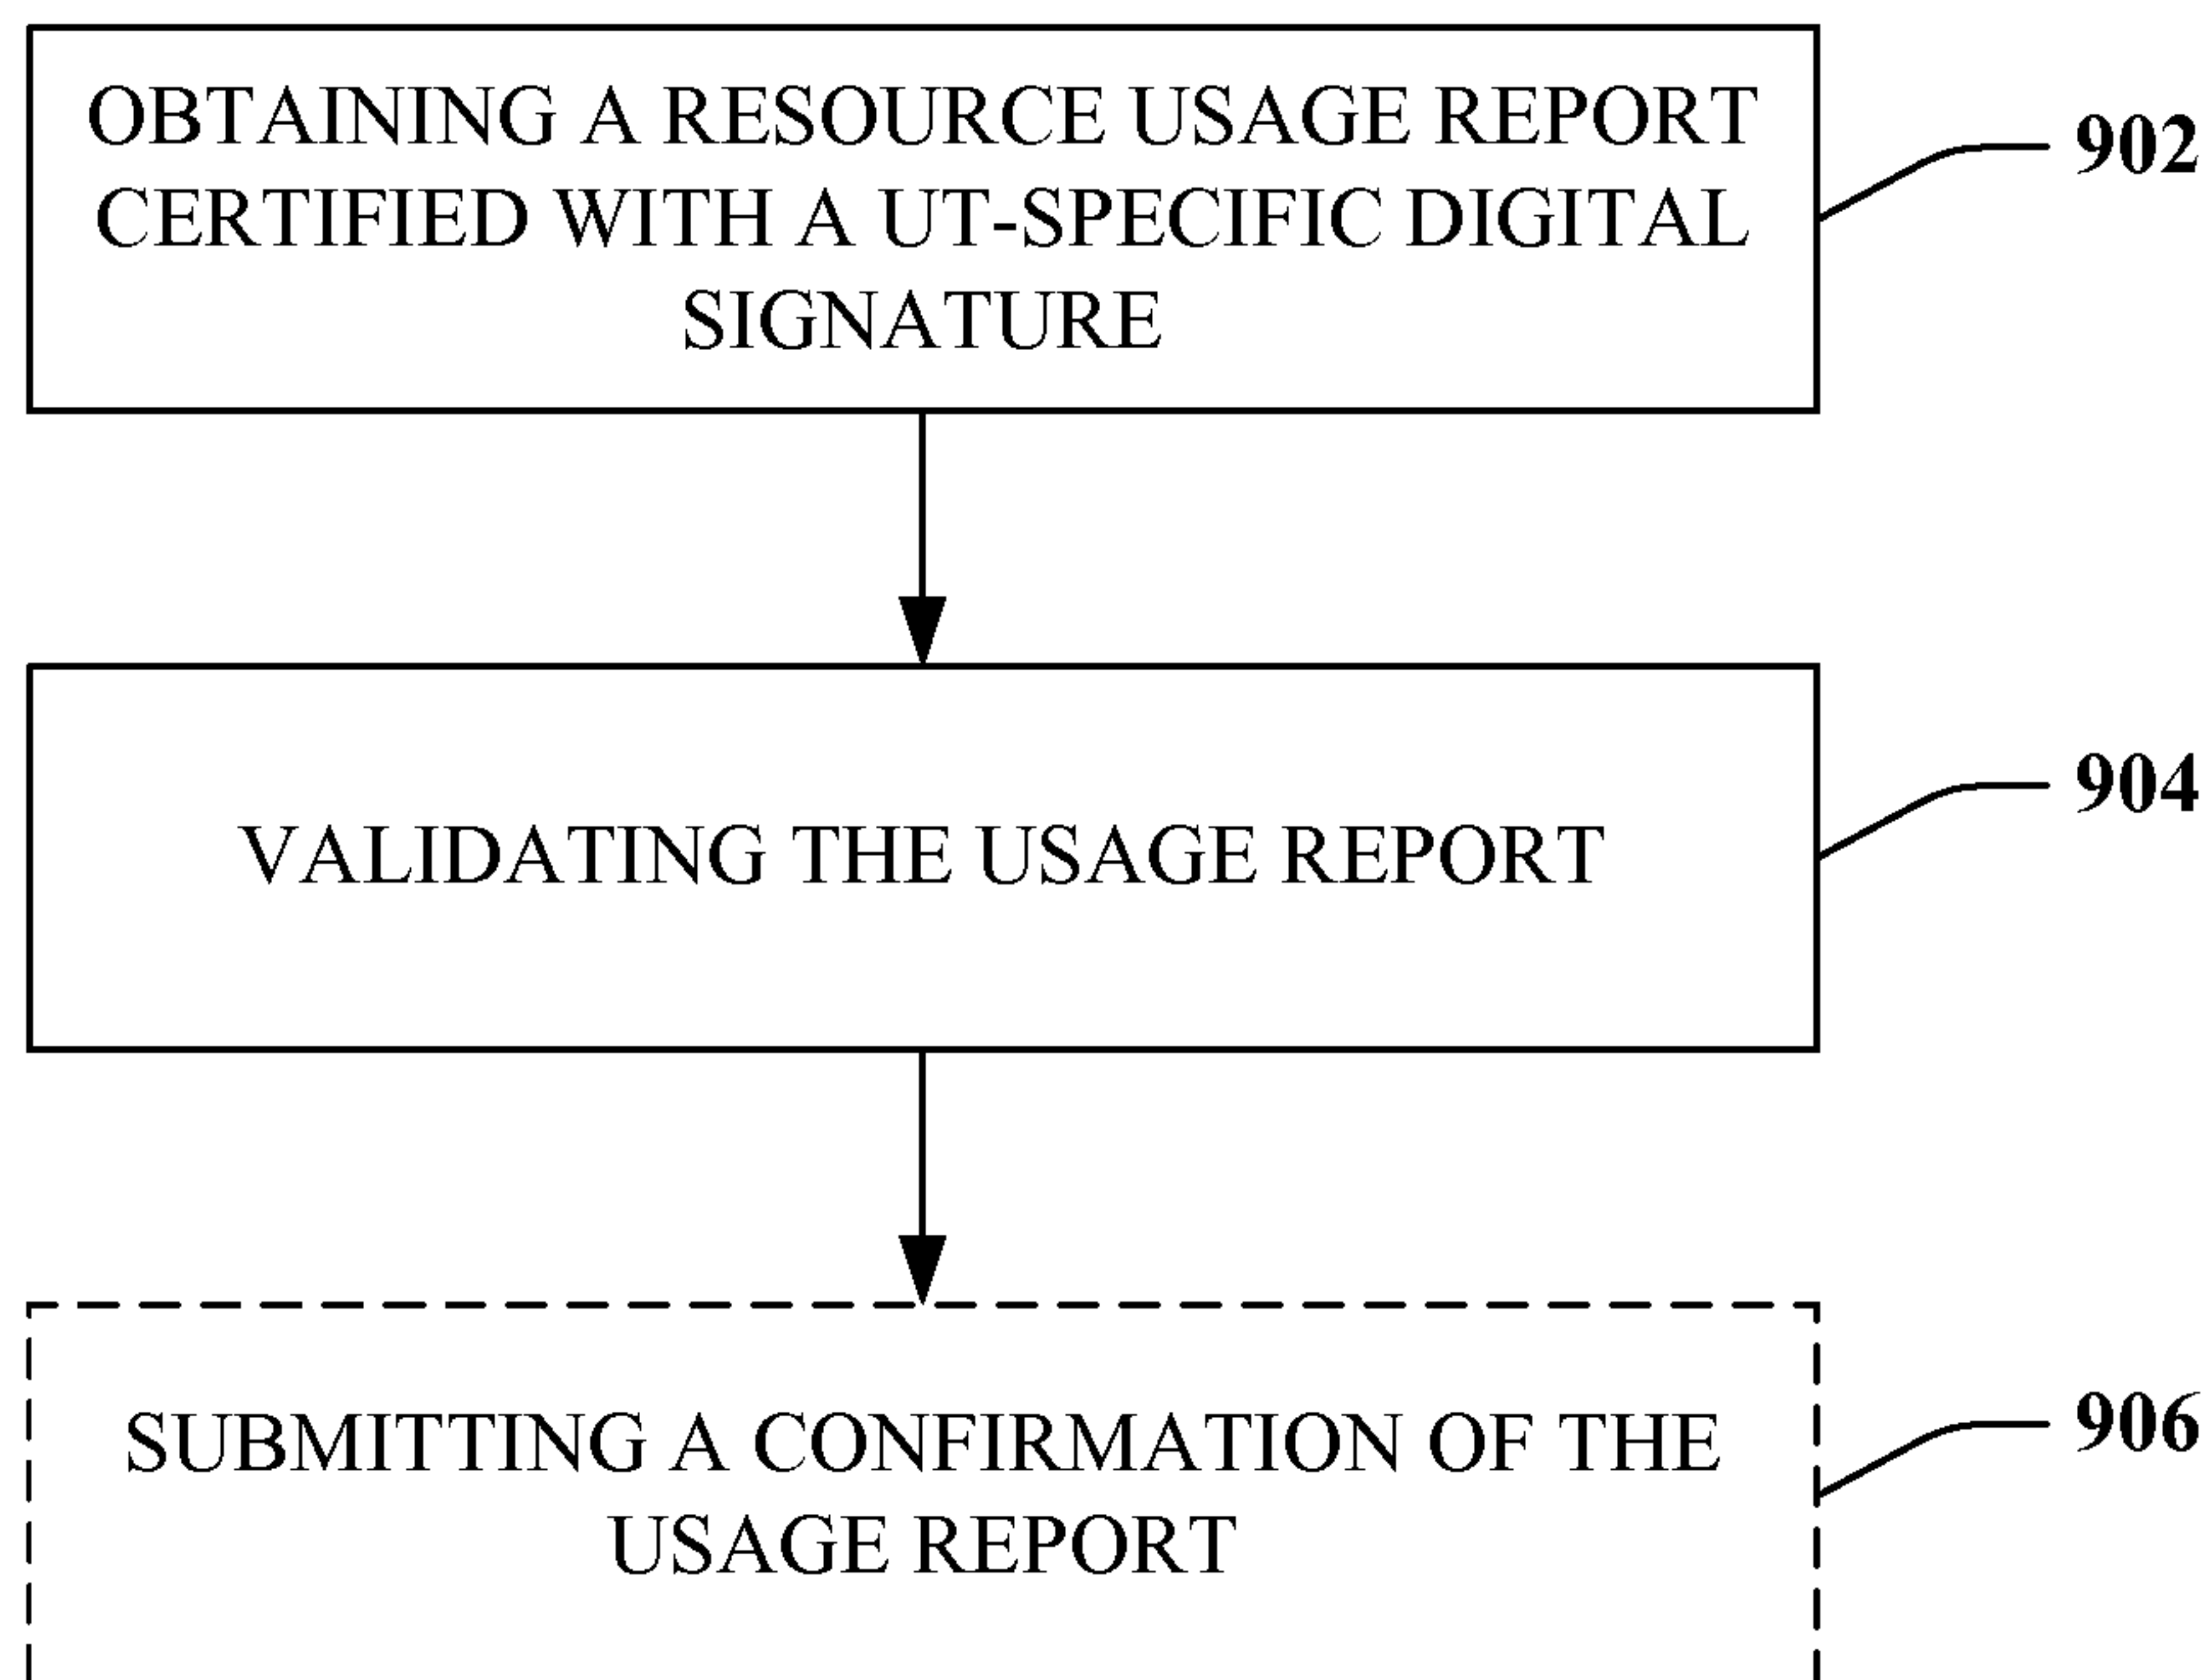 OBTAINING A RESOURCE USAGE REPORT
CERTIFIED WITH A UT-SPECIFIC DIGITAL
SIGNATURE
902
VALIDATING THE USAGE REPORT
904
SUBMITTING A CONFIRMATION OF THE
USAGE REPORT
906